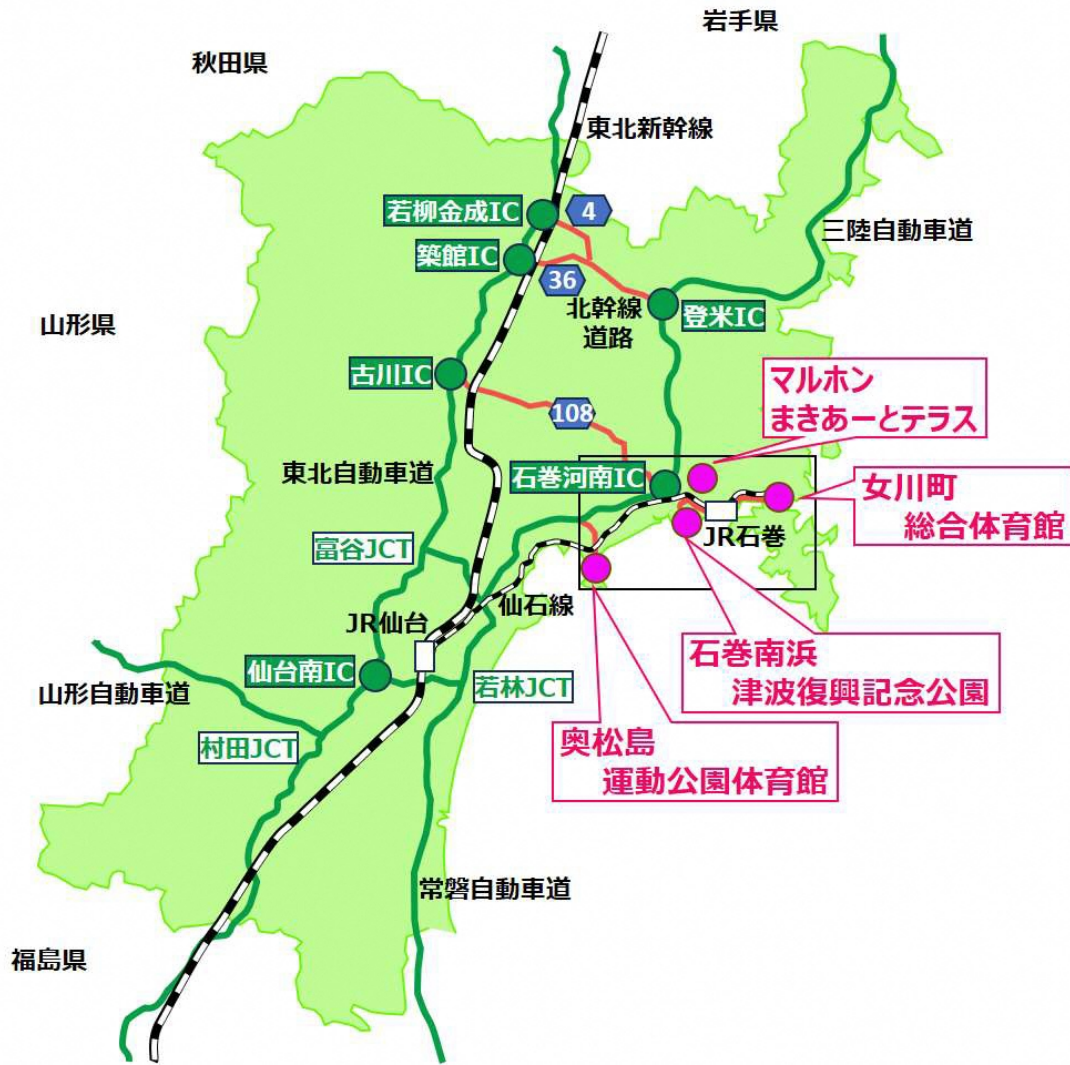 岩手県
秋田県
東北新幹線
若柳金成IC
4
三陸自動車道
築館IC
36
北幹線
道路
登米IC
山形県
古川IC
マルホン
まきあーとテラス
108
東北自動車道
石巻河南IC
女川町
総合体育館
JR石巻
富谷JCT
仙石線
JR仙台
仙台南IC
若林JCT
石巻南浜
津波復興記念公園
山形自動車道
村田JCT
奥松島
運動公園体育館
常磐自動車道
福島県